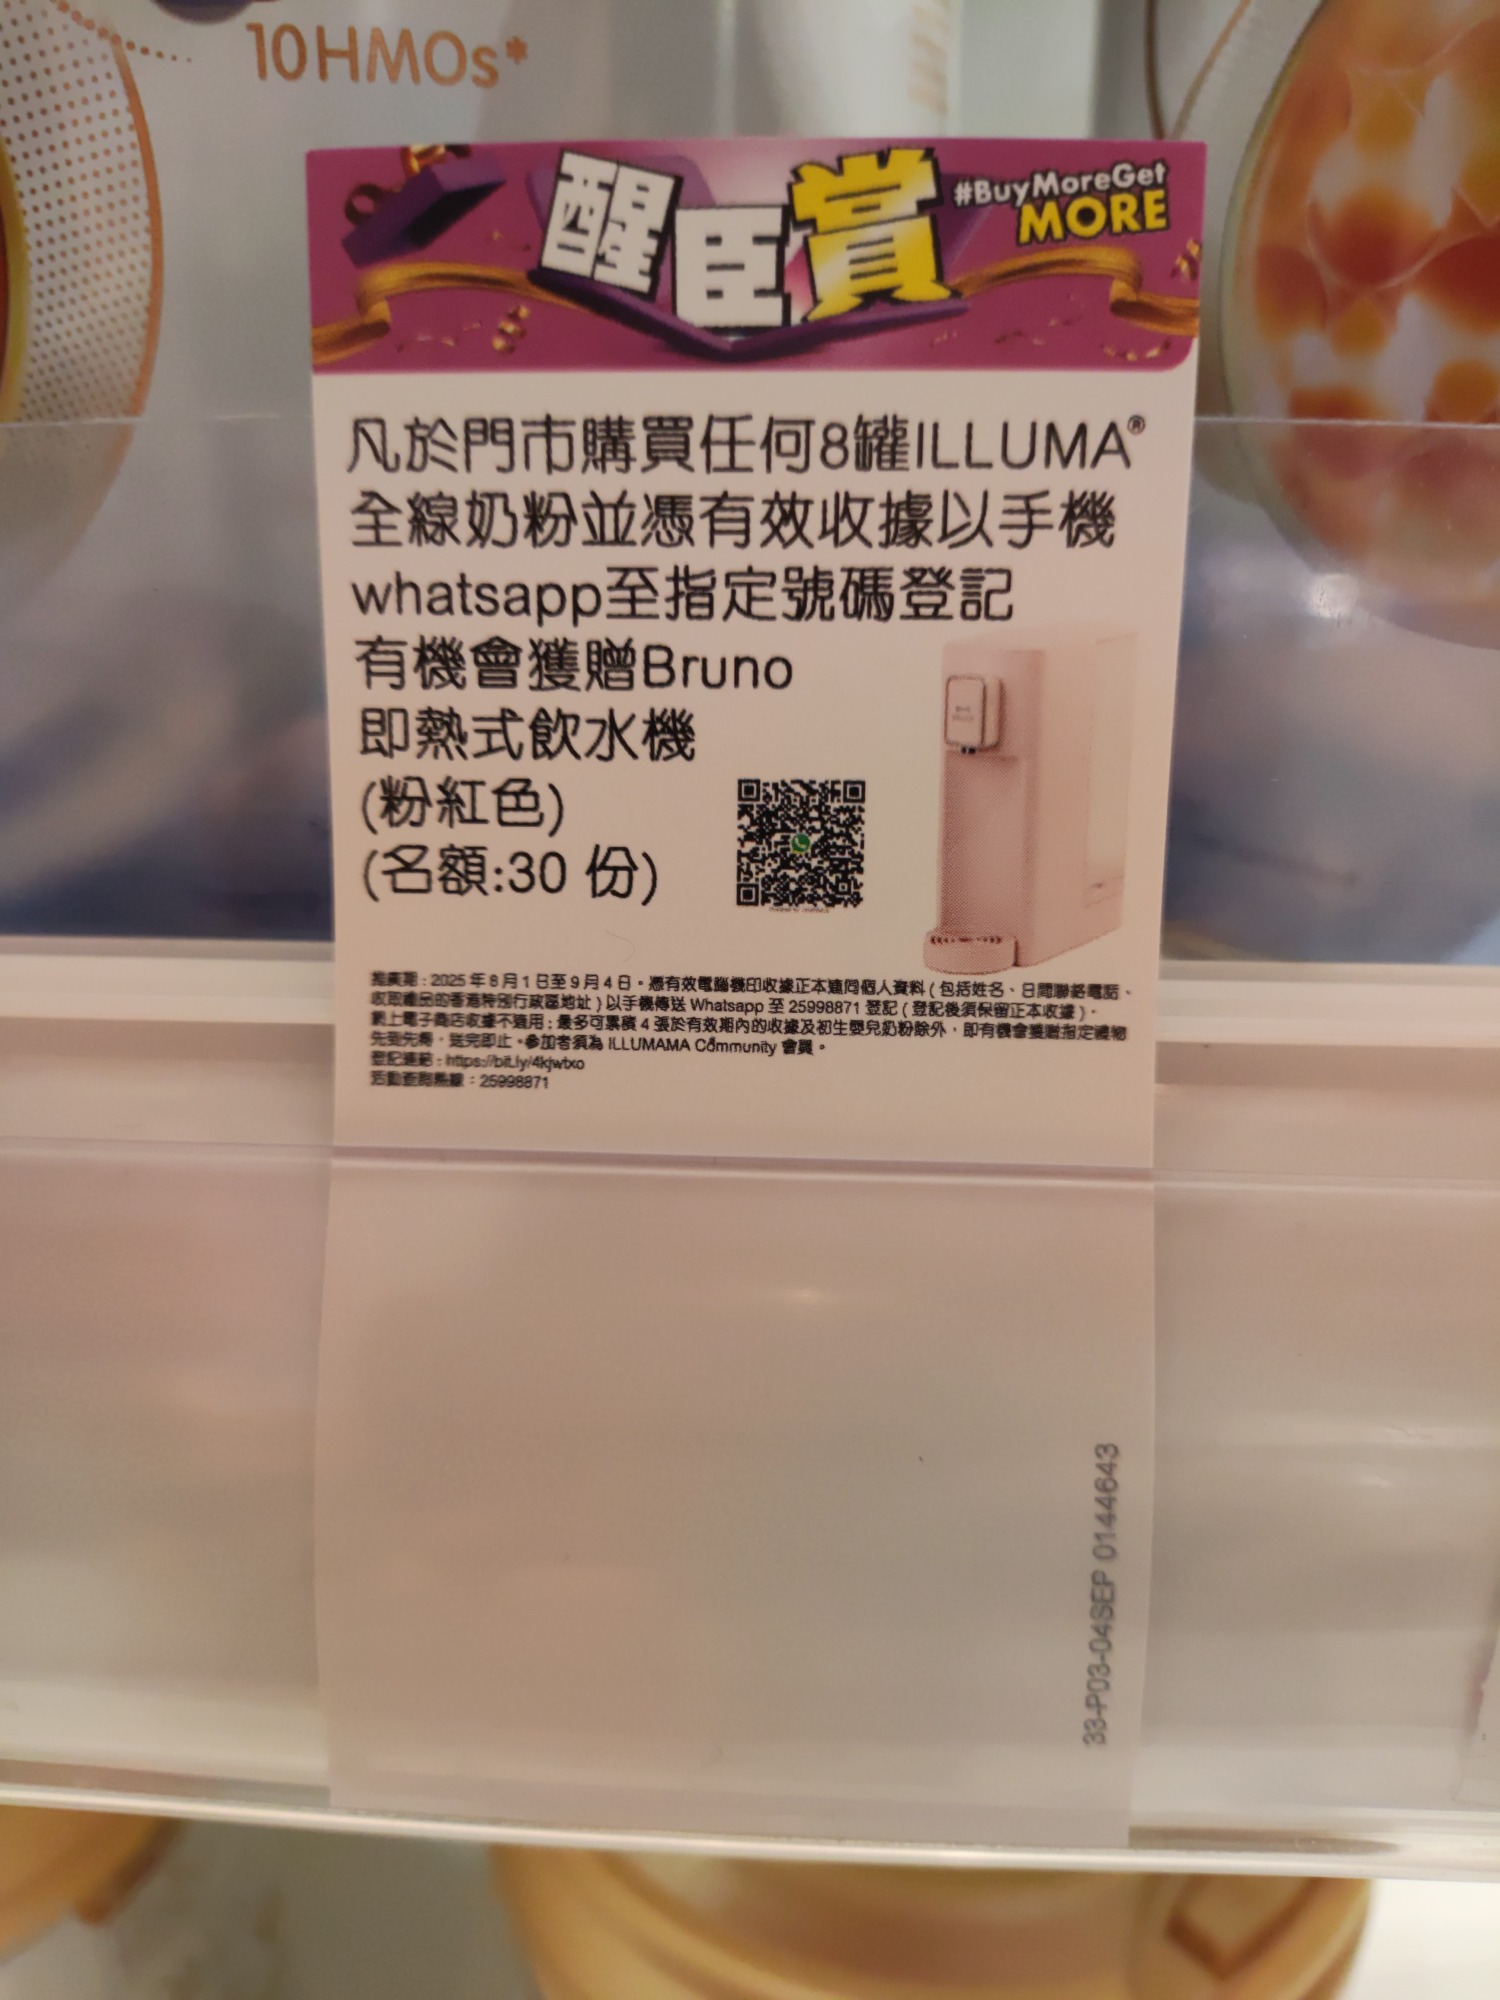 10HMOs*
醒臣賞
#BuyMoreGet
MORE
凡於門市購買任何8罐ILLUMA®
全線奶粉並憑有效收據以手機
whatsapp至指定號碼登記
有機會獲贈Bruno
即熱式飲水機
(粉紅色)
(名額:30 份)
推廣期：2025 年 8 月 1 日至 9 月 4 日。憑有效電腦機印收據正本連同個人資料 ( 包括姓名、日間聯絡電話、
收取禮品的香港特別行政區地址 ) 以手機傳送 Whatsapp 至 25998871 登記 ( 登記後須保留正本收據 )。
網上電子商店收據不適用；最多可累積 4 張於有效期內的收據及初生嬰兒奶粉除外，即有機會獲贈指定禮物
先到先得，送完即止。參加者須為 ILLUMAMA Community 會員。
登記連結：https://bit.ly/4kjwtxo
活動查詢熱線：25998871
33-P03-04SEP 0144643